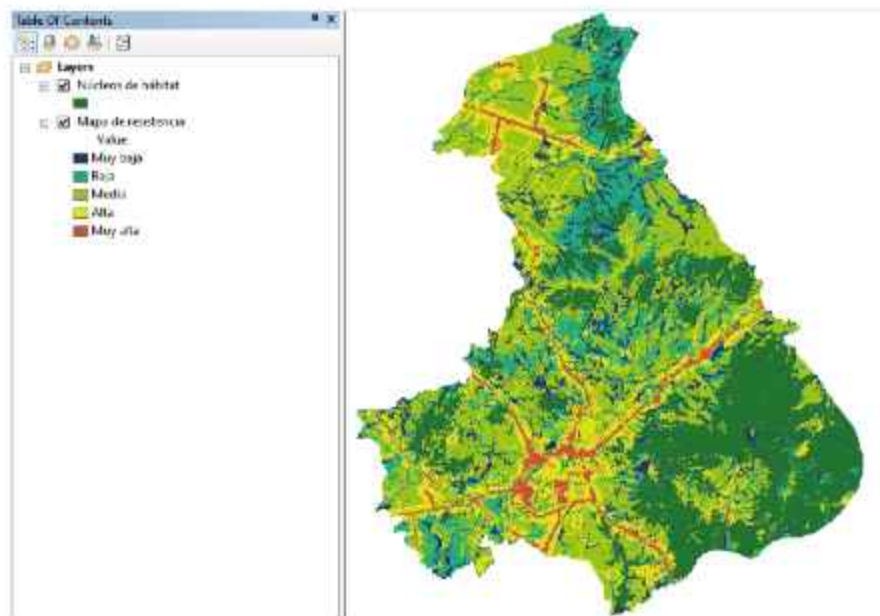 Table Of Contents
Layers
Núcleos de hábitat
Mapa de resistencia
Value
Muy baja
Baja
Media
Alta
Muy alta